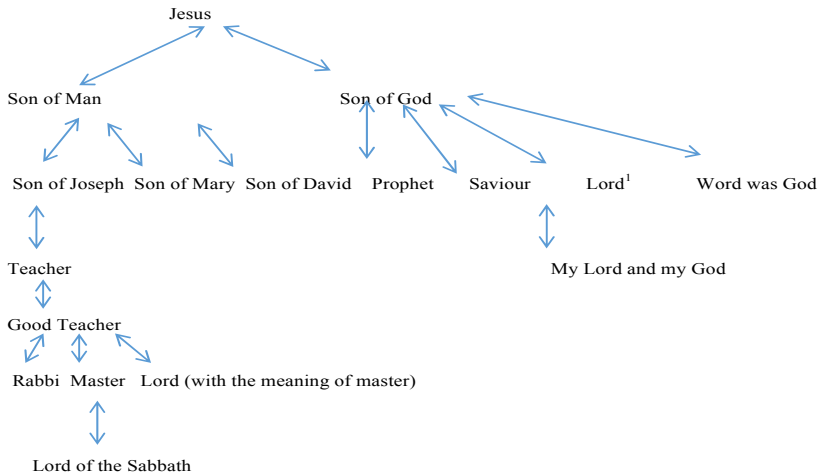 Jesus
Son of Man Son of God
Son of Joseph Son of Mary Son of David Prophet Saviour Lord¹ Word was God
Teacher My Lord and my God
Good Teacher
Rabbi Master Lord (with the meaning of master)
Lord of the Sabbath